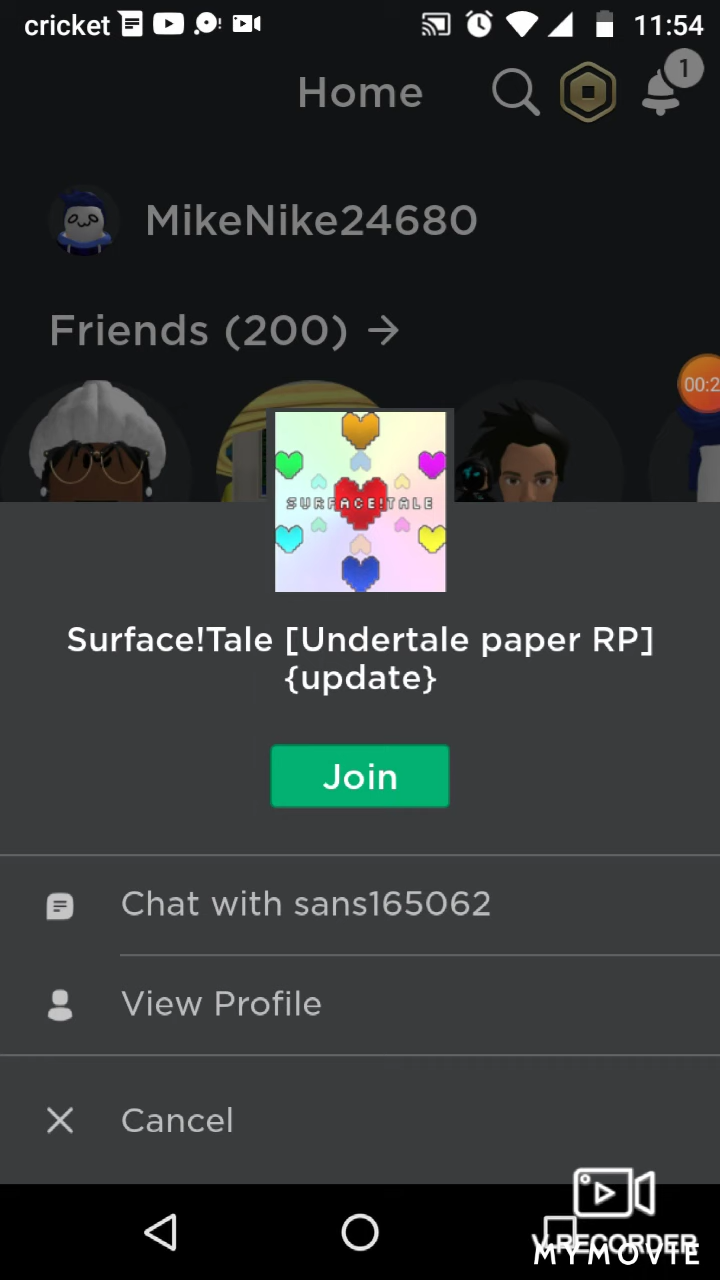 cricket 11:54
Home 1
MikeNike24680
Friends (200) →
00:2
SURFACE!TALE
Surface!Tale [Undertale paper RP]
{update}
Join
Chat with sans165062
View Profile
Cancel
V.RECORDER
MYMOVIE